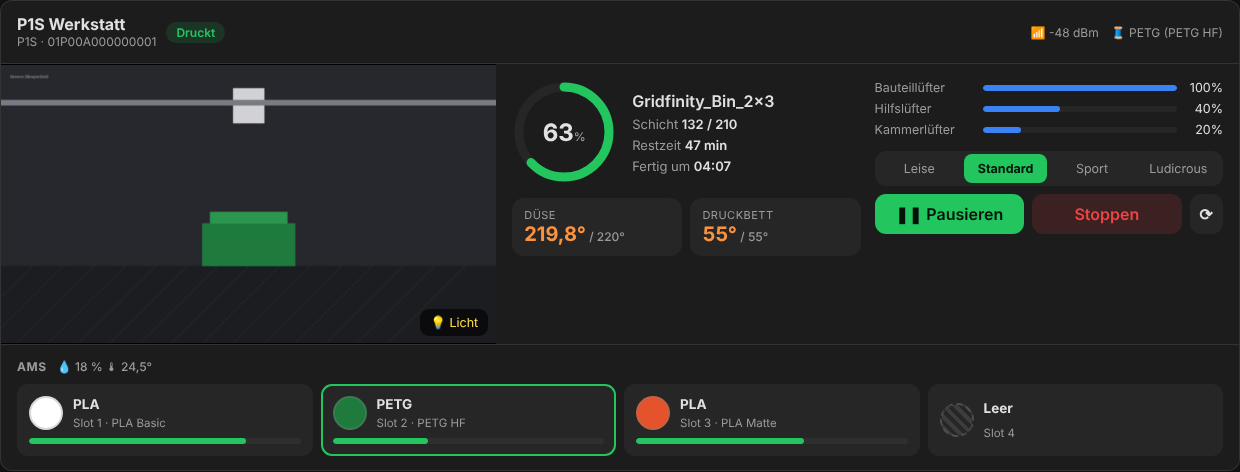 P1S Werkstatt
P1S · 01P00A000000001
Druckt
-48 dBm
PETG (PETG HF)
Licht
63%
Gridfinity_Bin_2×3
Schicht 132 / 210
Restzeit 47 min
Fertig um 04:07
DÜSE
219,8° / 220°
DRUCKBETT
55° / 55°
Bauteillüfter 100%
Hilfslüfter 40%
Kammerlüfter 20%
Leise Standard Sport Ludicrous
Pausieren
Stoppen
AMS 18 % 24,5°
PLA
Slot 1 · PLA Basic
PETG
Slot 2 · PETG HF
PLA
Slot 3 · PLA Matte
Leer
Slot 4